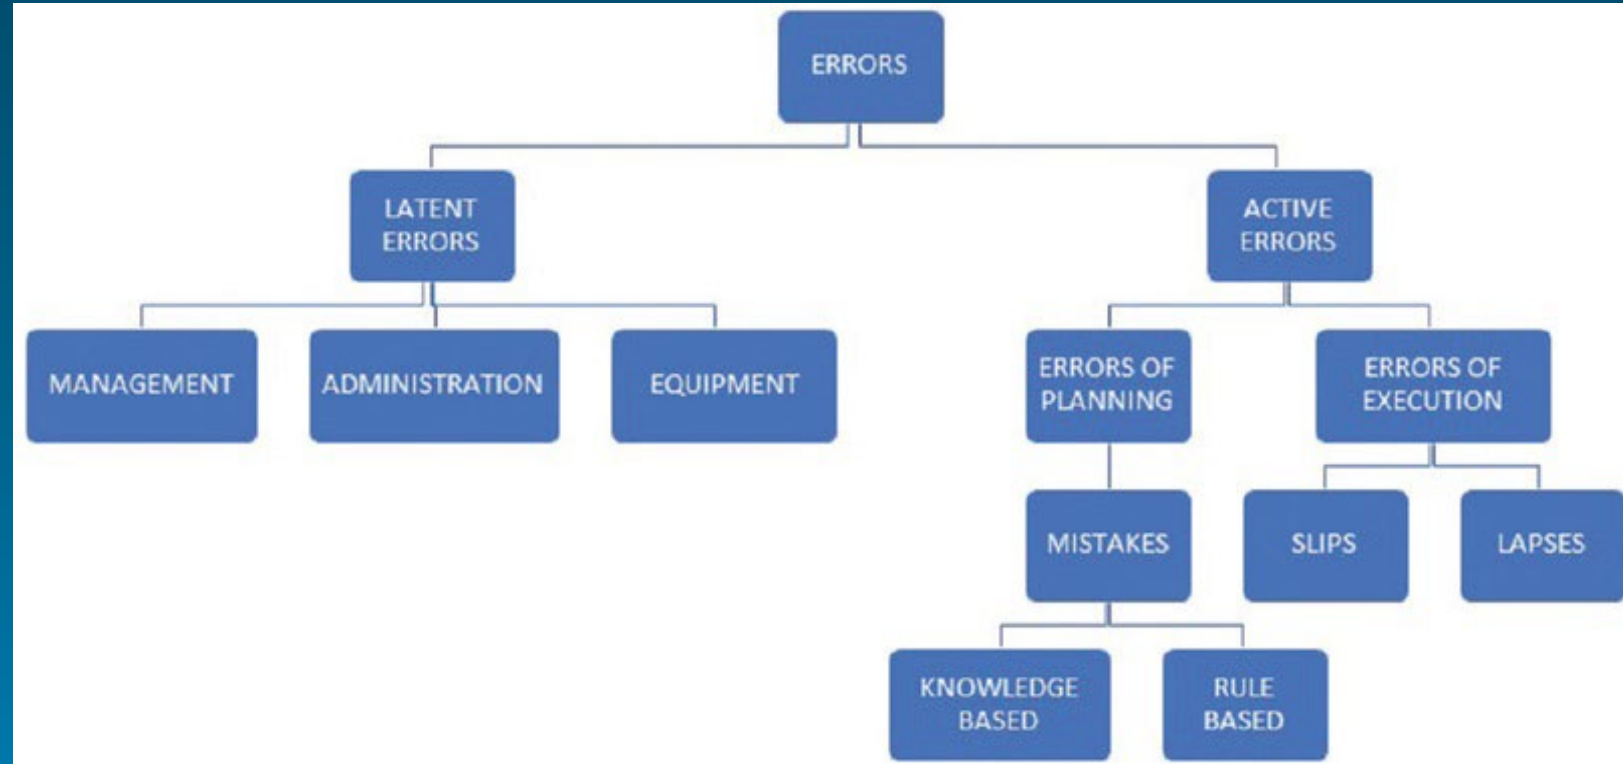 ERRORS
LATENT
ERRORS
ACTIVE
ERRORS
MANAGEMENT
ADMINISTRATION
EQUIPMENT
ERRORS OF
PLANNING
ERRORS OF
EXECUTION
MISTAKES
SLIPS
LAPSES
KNOWLEDGE
BASED
RULE
BASED